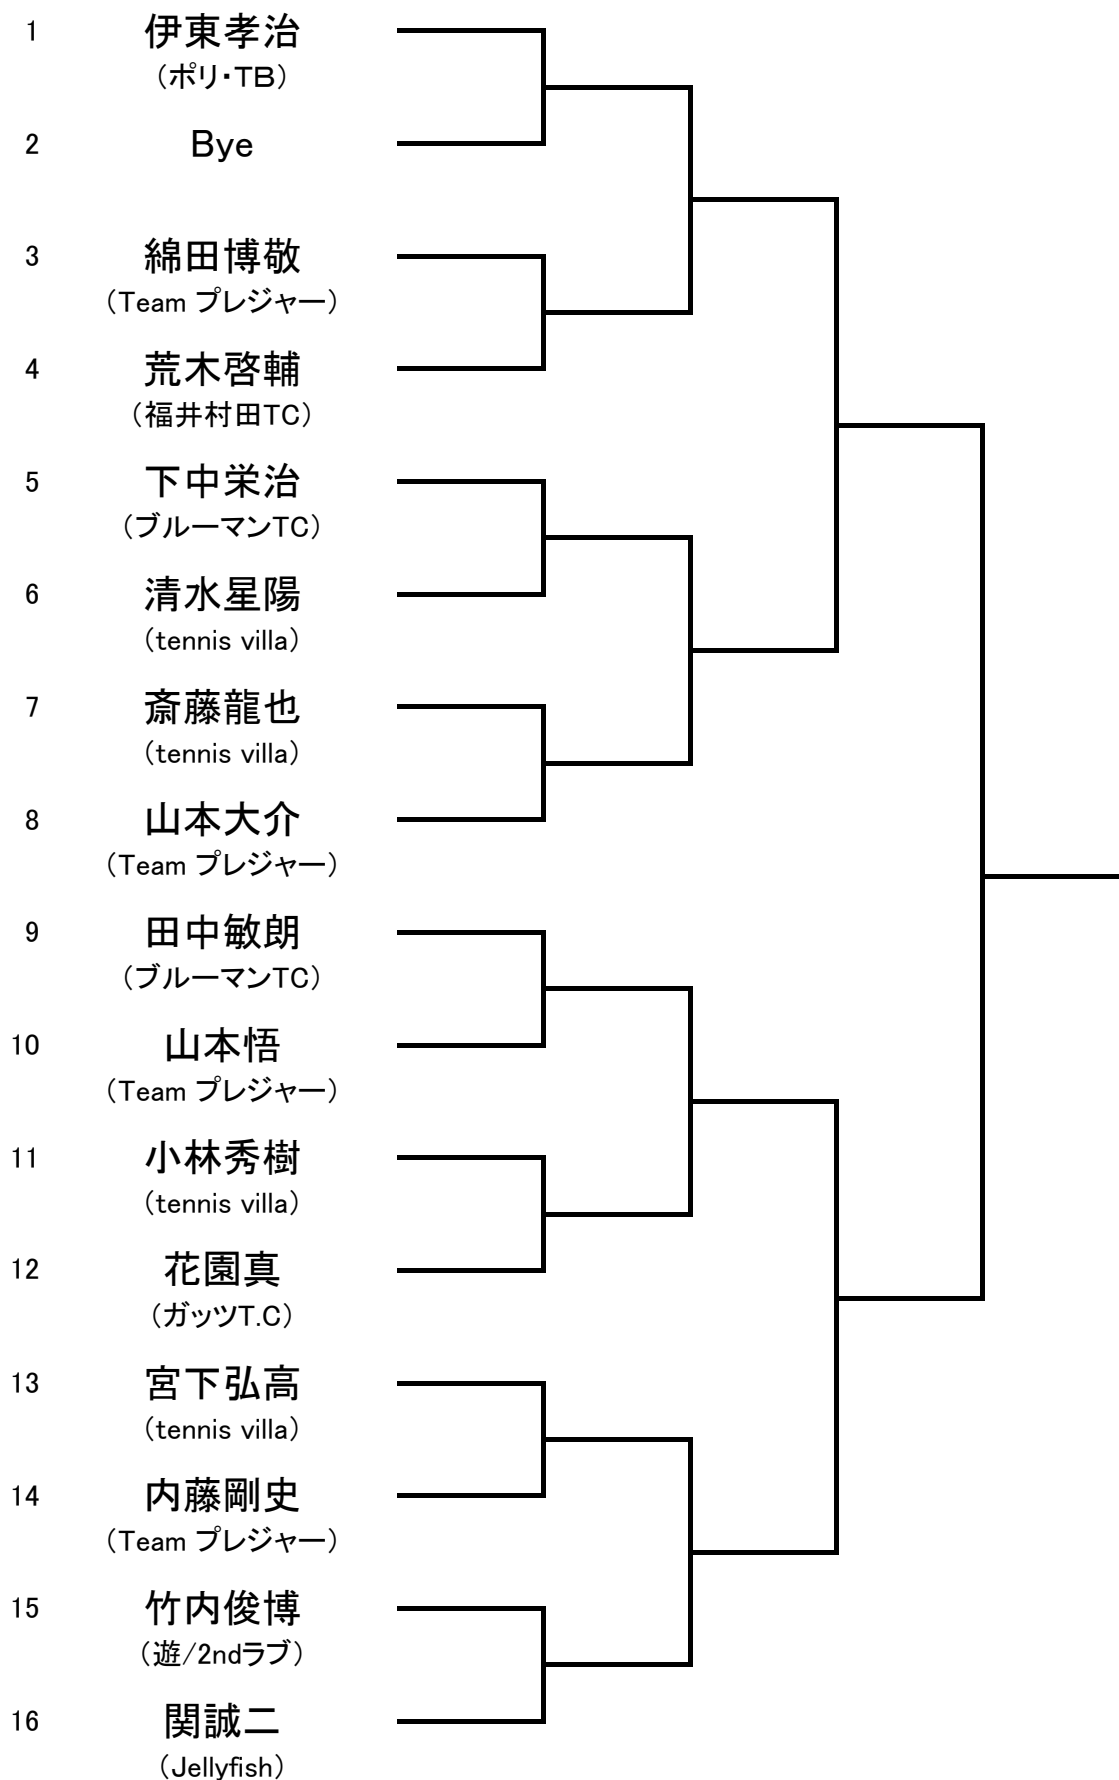 1 伊東孝治
（ポリ・TB）
2 Bye
3 綿田博敬
（Team プレジャー）
4 荒木啓輔
（福井村田TC）
5 下中栄治
（ブルーマンTC）
6 清水星陽
（tennis villa）
7 斎藤龍也
（tennis villa）
8 山本大介
（Team プレジャー）
9 田中敏朗
（ブルーマンTC）
10 山本悟
（Team プレジャー）
11 小林秀樹
（tennis villa）
12 花園真
（ガッツT.C）
13 宮下弘高
（tennis villa）
14 内藤剛史
（Team プレジャー）
15 竹内俊博
（遊/2ndラブ）
16 関誠二
（Jellyfish）